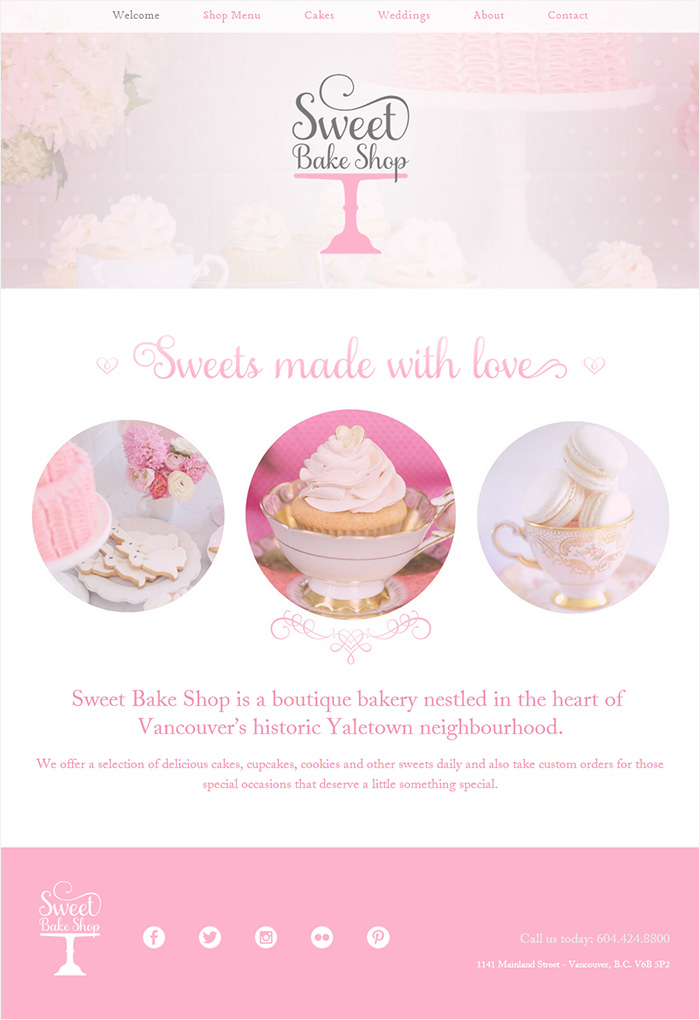 Welcome Shop Menu Cakes Weddings About Contact
Sweet
Bake Shop
Sweets made with love
Sweet Bake Shop is a boutique bakery nestled in the heart of
Vancouver’s historic Yaletown neighbourhood.
We offer a selection of delicious cakes, cupcakes, cookies and other sweets daily and also take custom orders for those
special occasions that deserve a little something special.
Sweet
Bake Shop
Call us today: 604.424.8800
1141 Mainland Street - Vancouver, B.C. V6B 5P2